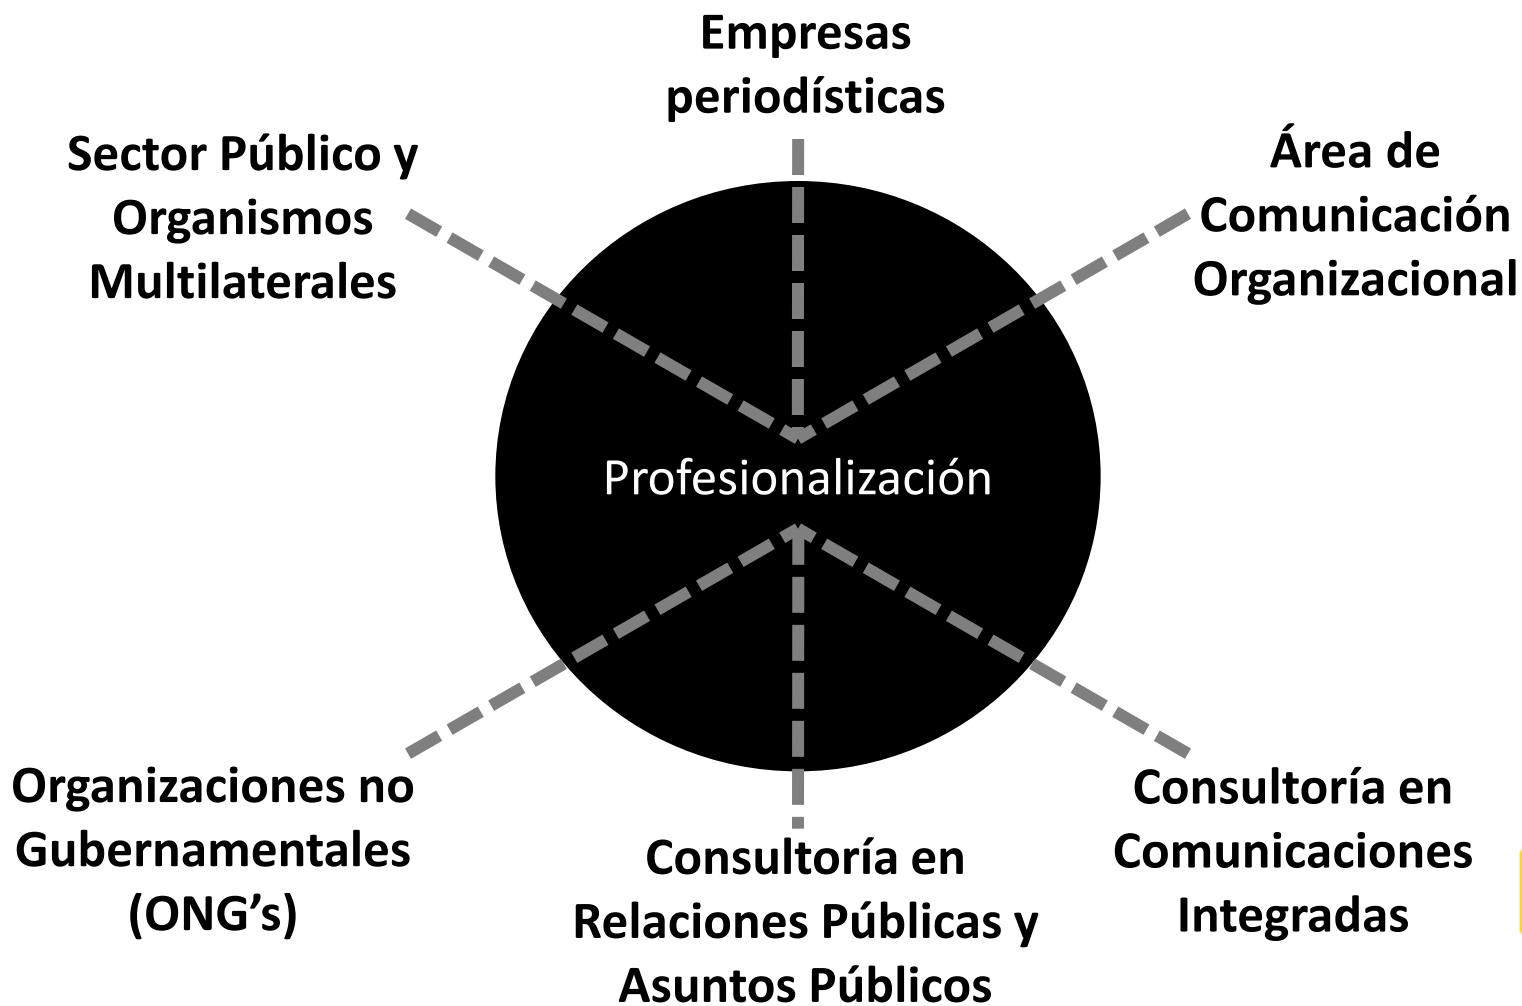 Empresas
periodísticas
Sector Público y
Organismos
Multilaterales
Área de
Comunicación
Organizacional
Profesionalización
Organizaciones no
Gubernamentales
(ONG’s)
Consultoría en
Relaciones Públicas y
Asuntos Públicos
Consultoría en
Comunicaciones
Integradas